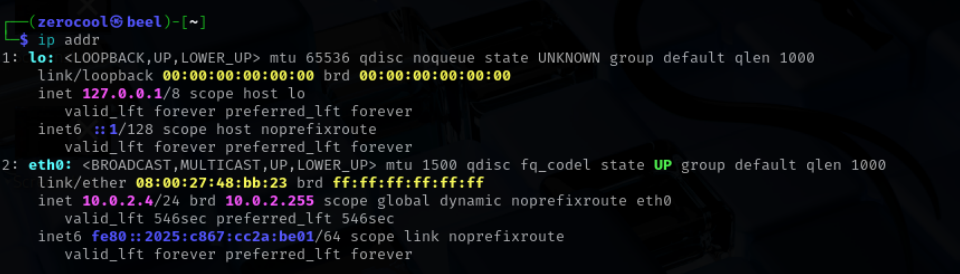 ┌──(zerocool㉿beel)-[~]
└─$ ip addr
1: lo: <LOOPBACK,UP,LOWER_UP> mtu 65536 qdisc noqueue state UNKNOWN group default qlen 1000
    link/loopback 00:00:00:00:00:00 brd 00:00:00:00:00:00
    inet 127.0.0.1/8 scope host lo
       valid_lft forever preferred_lft forever
    inet6 ::1/128 scope host noprefixroute
       valid_lft forever preferred_lft forever
2: eth0: <BROADCAST,MULTICAST,UP,LOWER_UP> mtu 1500 qdisc fq_codel state UP group default qlen 1000
    link/ether 08:00:27:48:bb:23 brd ff:ff:ff:ff:ff:ff
    inet 10.0.2.4/24 brd 10.0.2.255 scope global dynamic noprefixroute eth0
       valid_lft 546sec preferred_lft 546sec
    inet6 fe80::2025:c867:cc2a:be01/64 scope link noprefixroute
       valid_lft forever preferred_lft forever